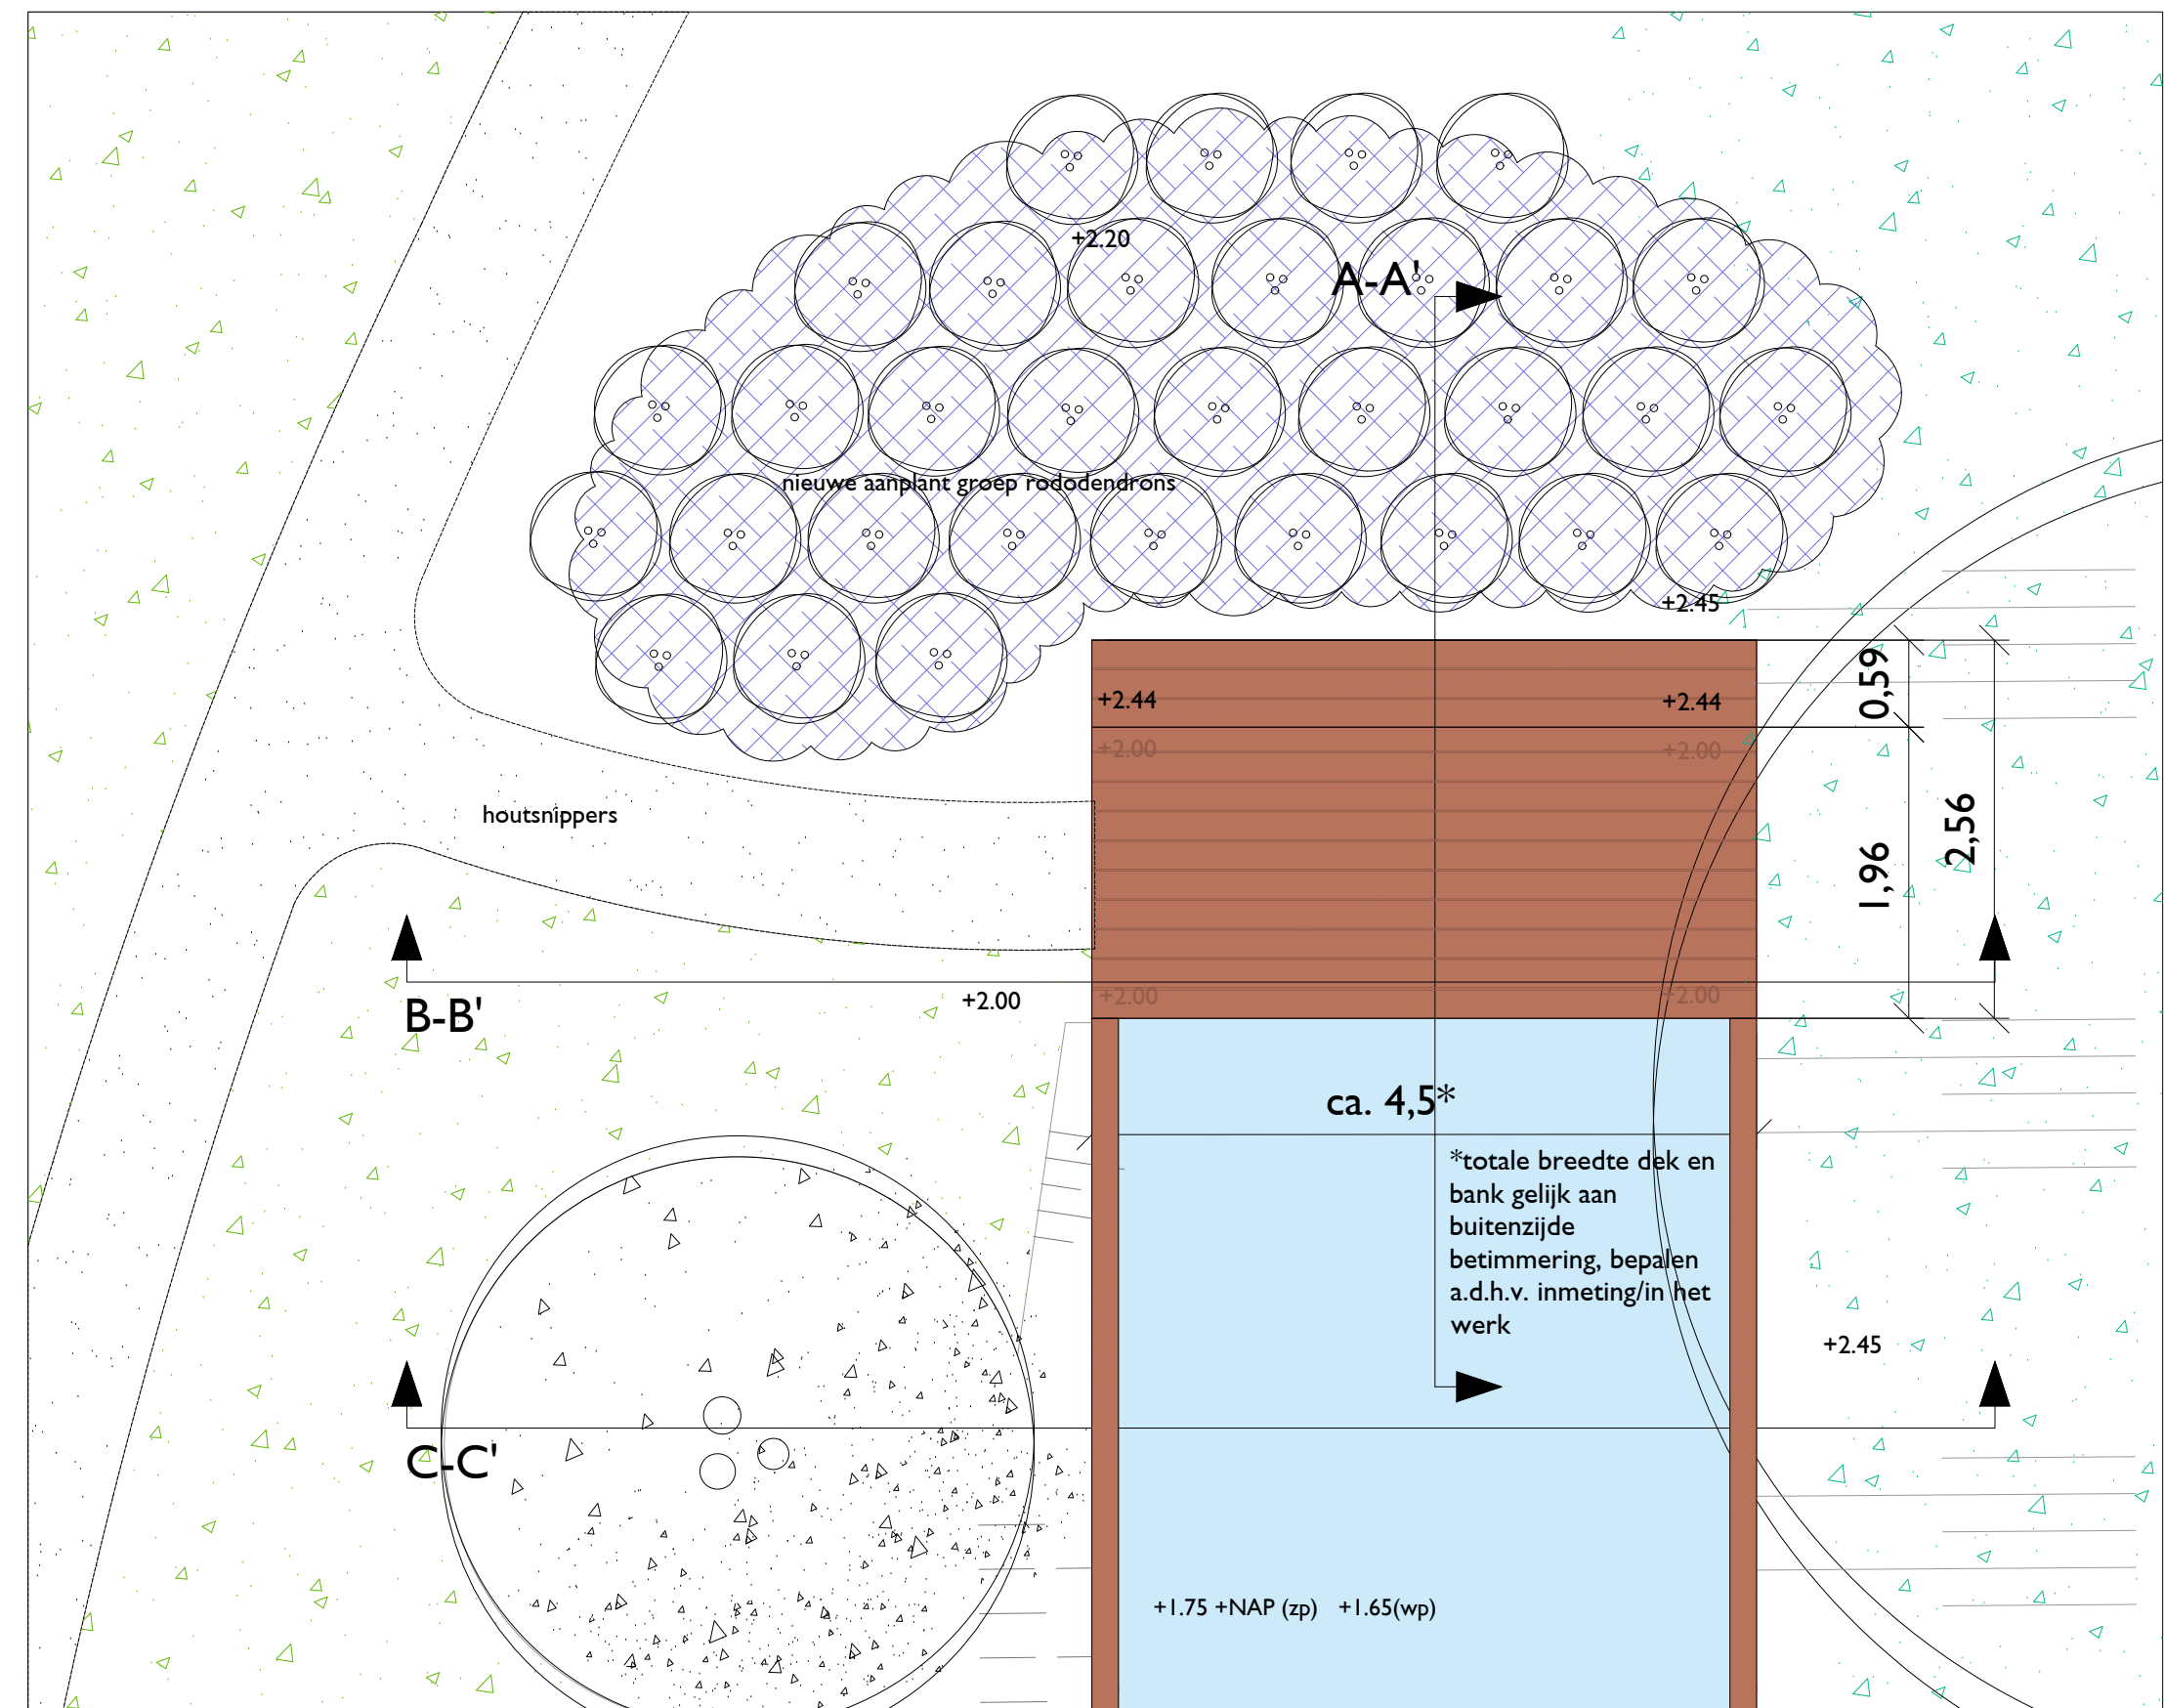 +2.20
A-A'
nieuwe aanplant groep rododendrons
+2.45
+2.44
+2.44
0,59
+2.00
+2.00
houtsnippers
1,96
2,56
B-B'
+2.00
+2.00
+2.00
ca. 4,5*
*totale breedte dek en
bank gelijk aan
buitenzijde
betimmering, bepalen
a.d.h.v. inmeting/in het
werk
+2.45
C-C'
+1.75 +NAP (zp) +1.65(wp)